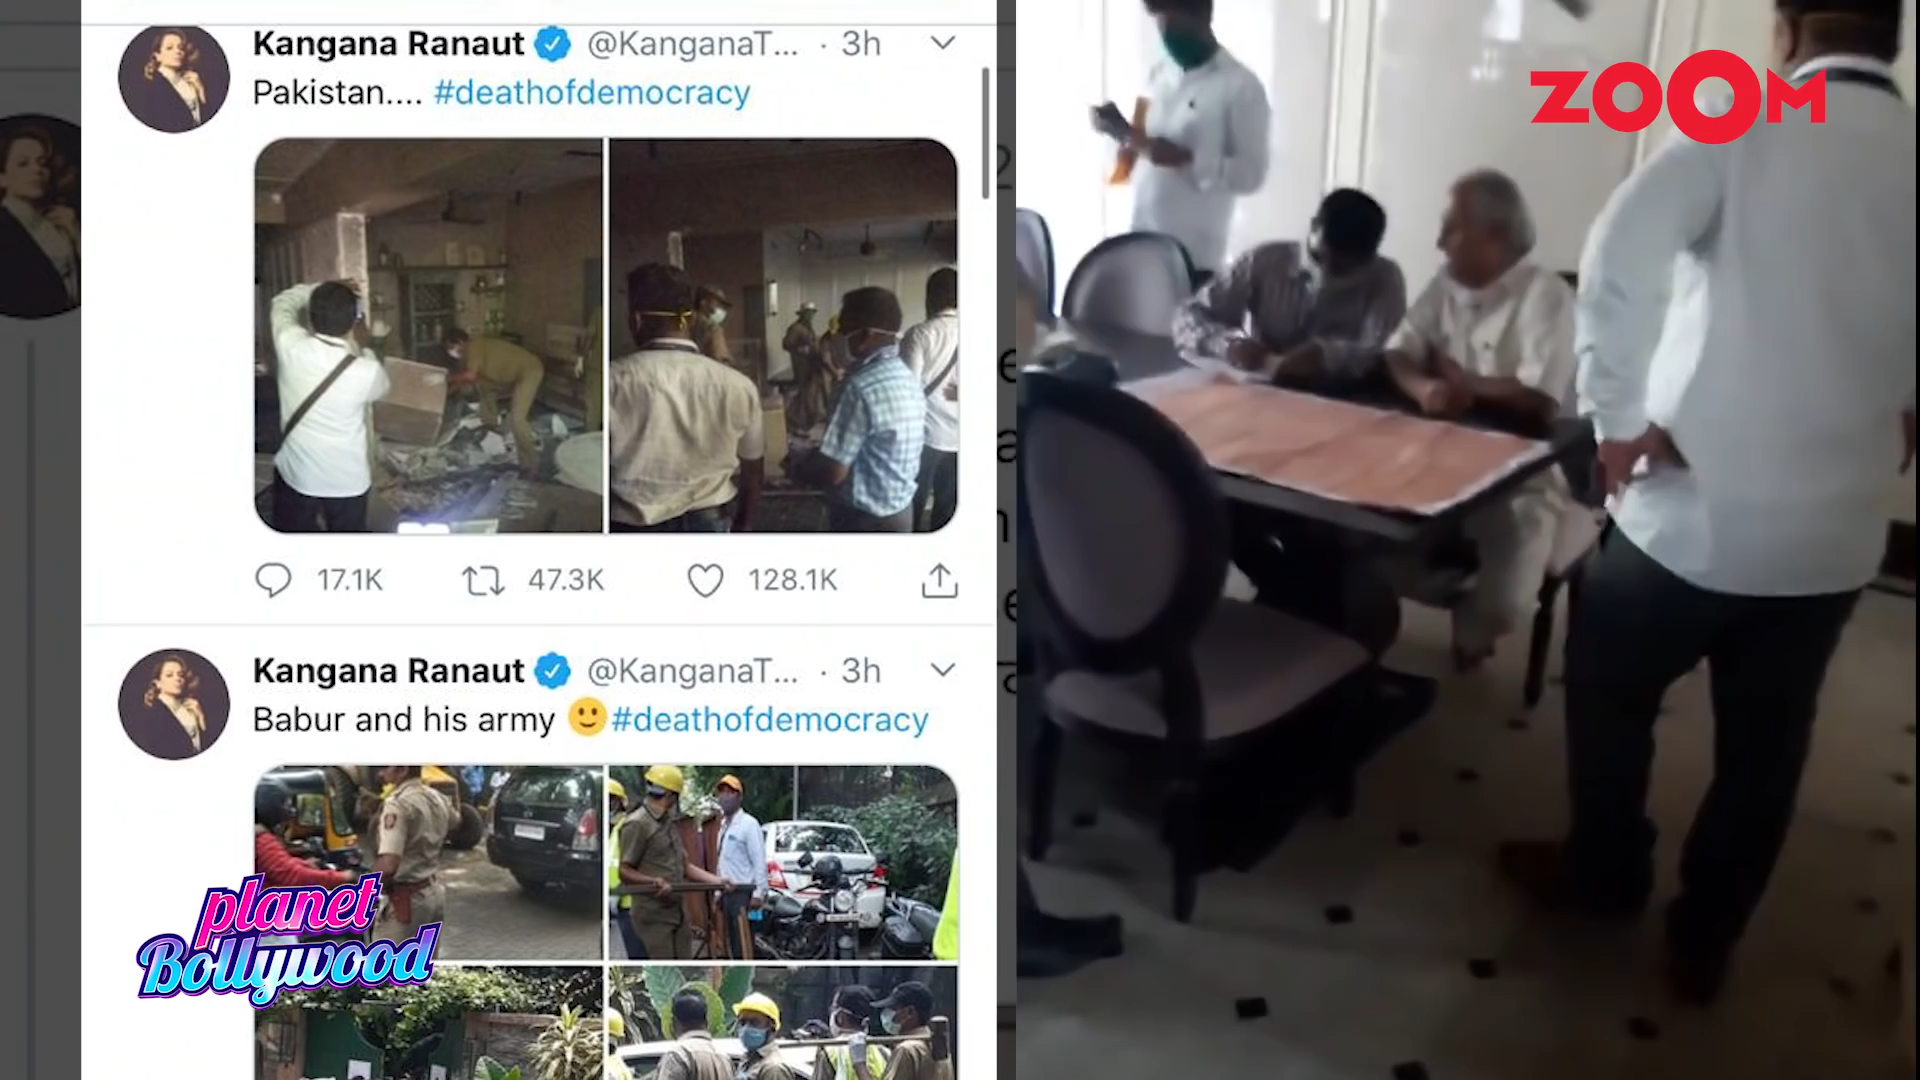 Kangana Ranaut @KanganaT... · 3h
Pakistan.... #deathofdemocracy
17.1K 47.3K 128.1K
Kangana Ranaut @KanganaT... · 3h
Babur and his army 🙂#deathofdemocracy
planet
Bollywood
ZOOM